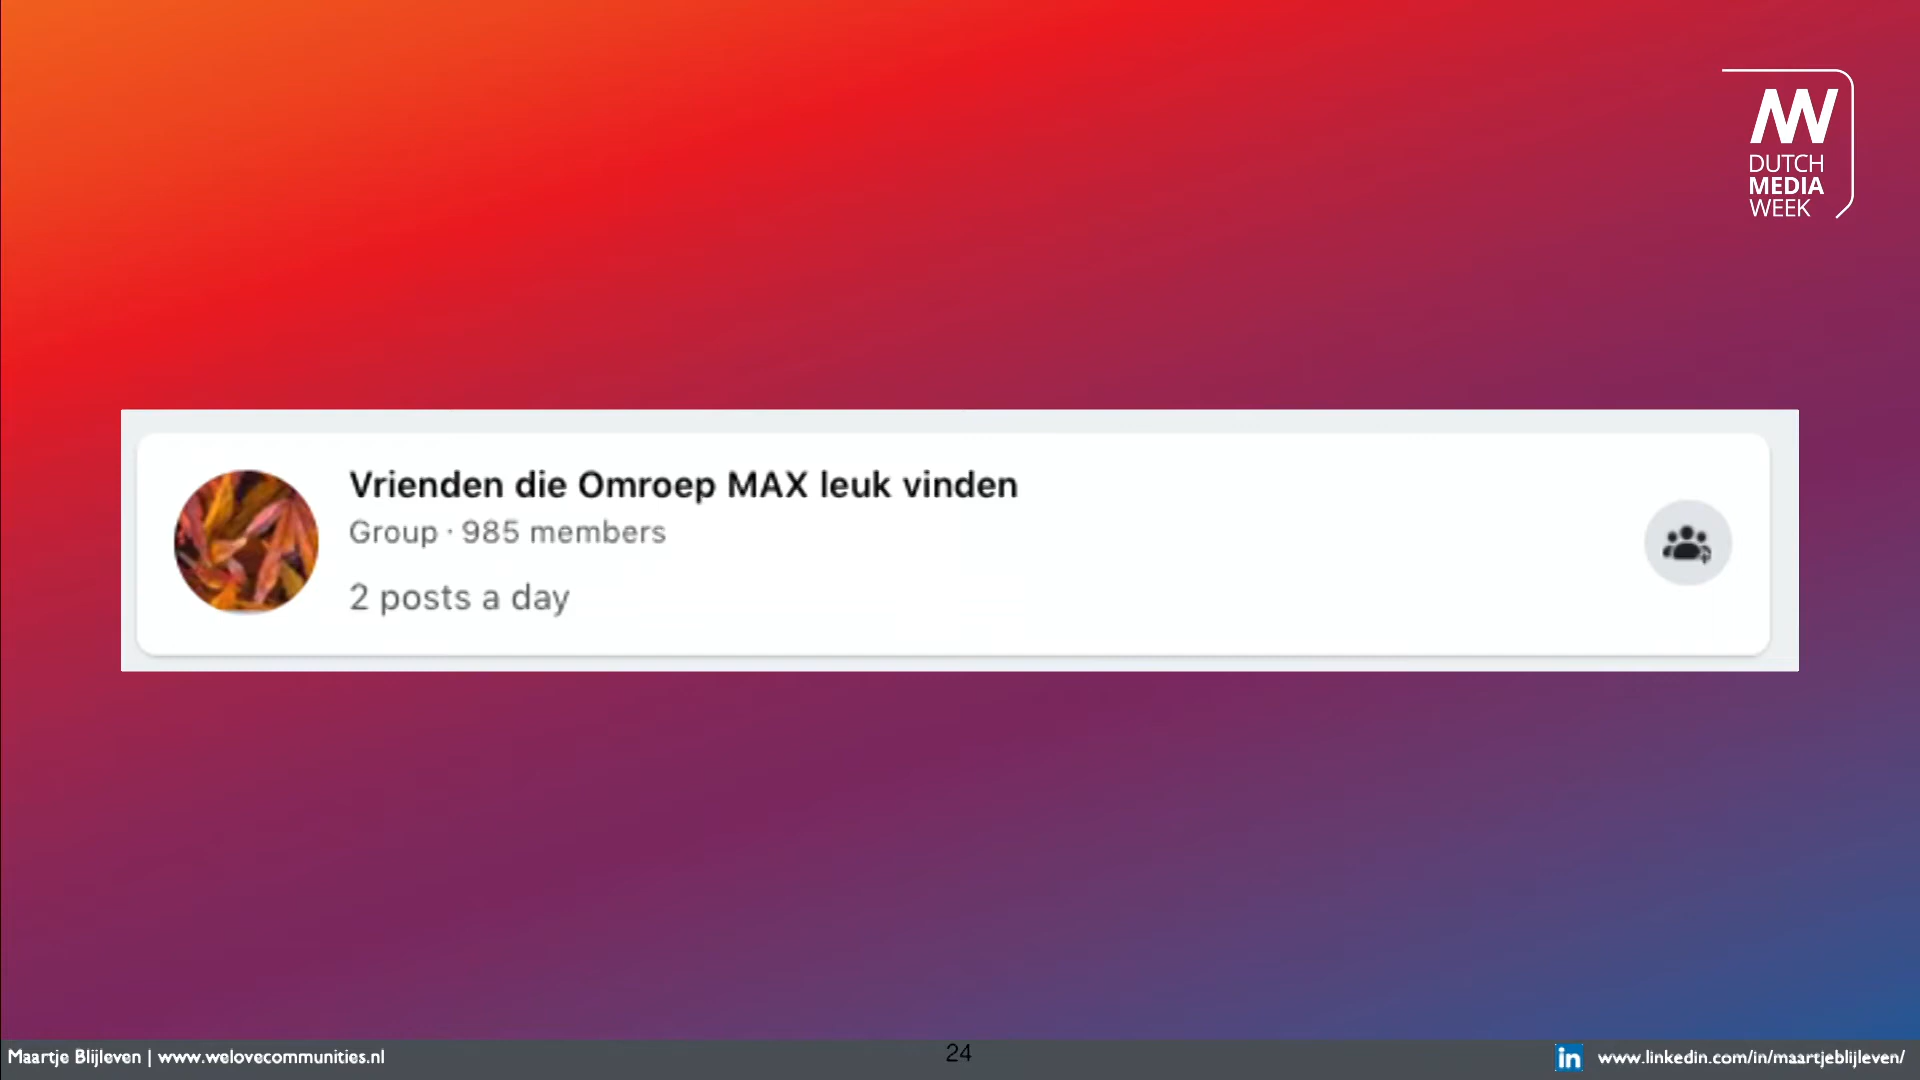 DUTCH
MEDIA
WEEK
Vrienden die Omroep MAX leuk vinden
Group · 985 members
2 posts a day
Maartje Blijleven | www.welovecommunities.nl
24
in www.linkedin.com/in/maartjeblijleven/